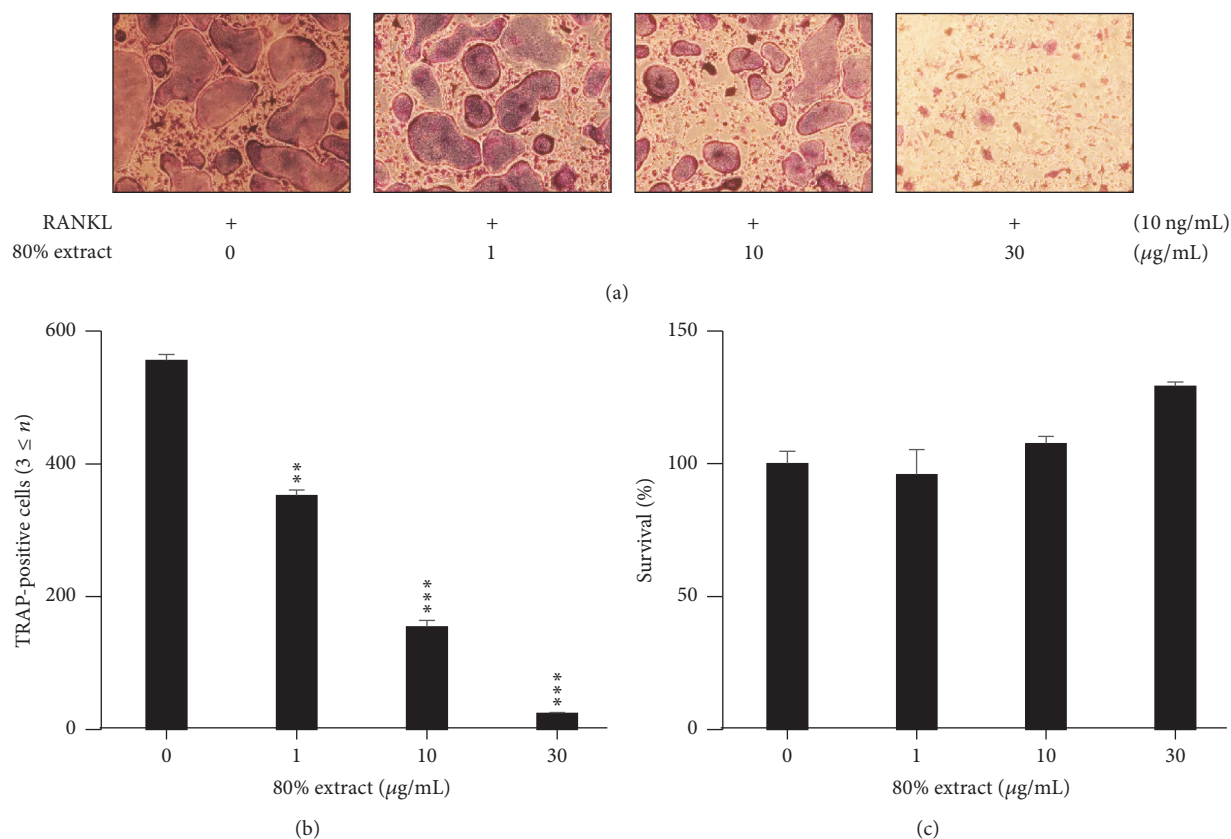 RANKL + + + + (10 ng/mL)
80% extract 0 1 10 30 (μg/mL)
(a)
600
400
200
0
TRAP-positive cells (3 ≤ n)
**
***
***
0 1 10 30
80% extract (μg/mL)
(b)
150
100
50
0
Survival (%)
0 1 10 30
80% extract (μg/mL)
(c)